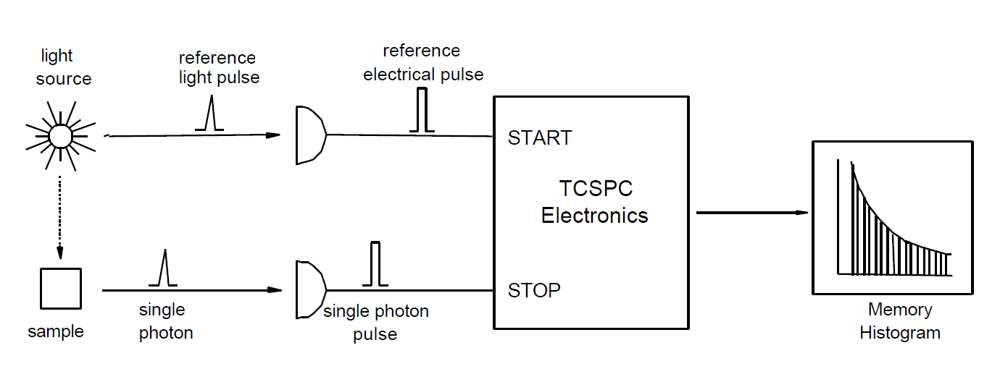 light
source
reference
light pulse
reference
electrical pulse
START
TCSPC
Electronics
STOP
sample
single
photon
single photon
pulse
Memory
Histogram